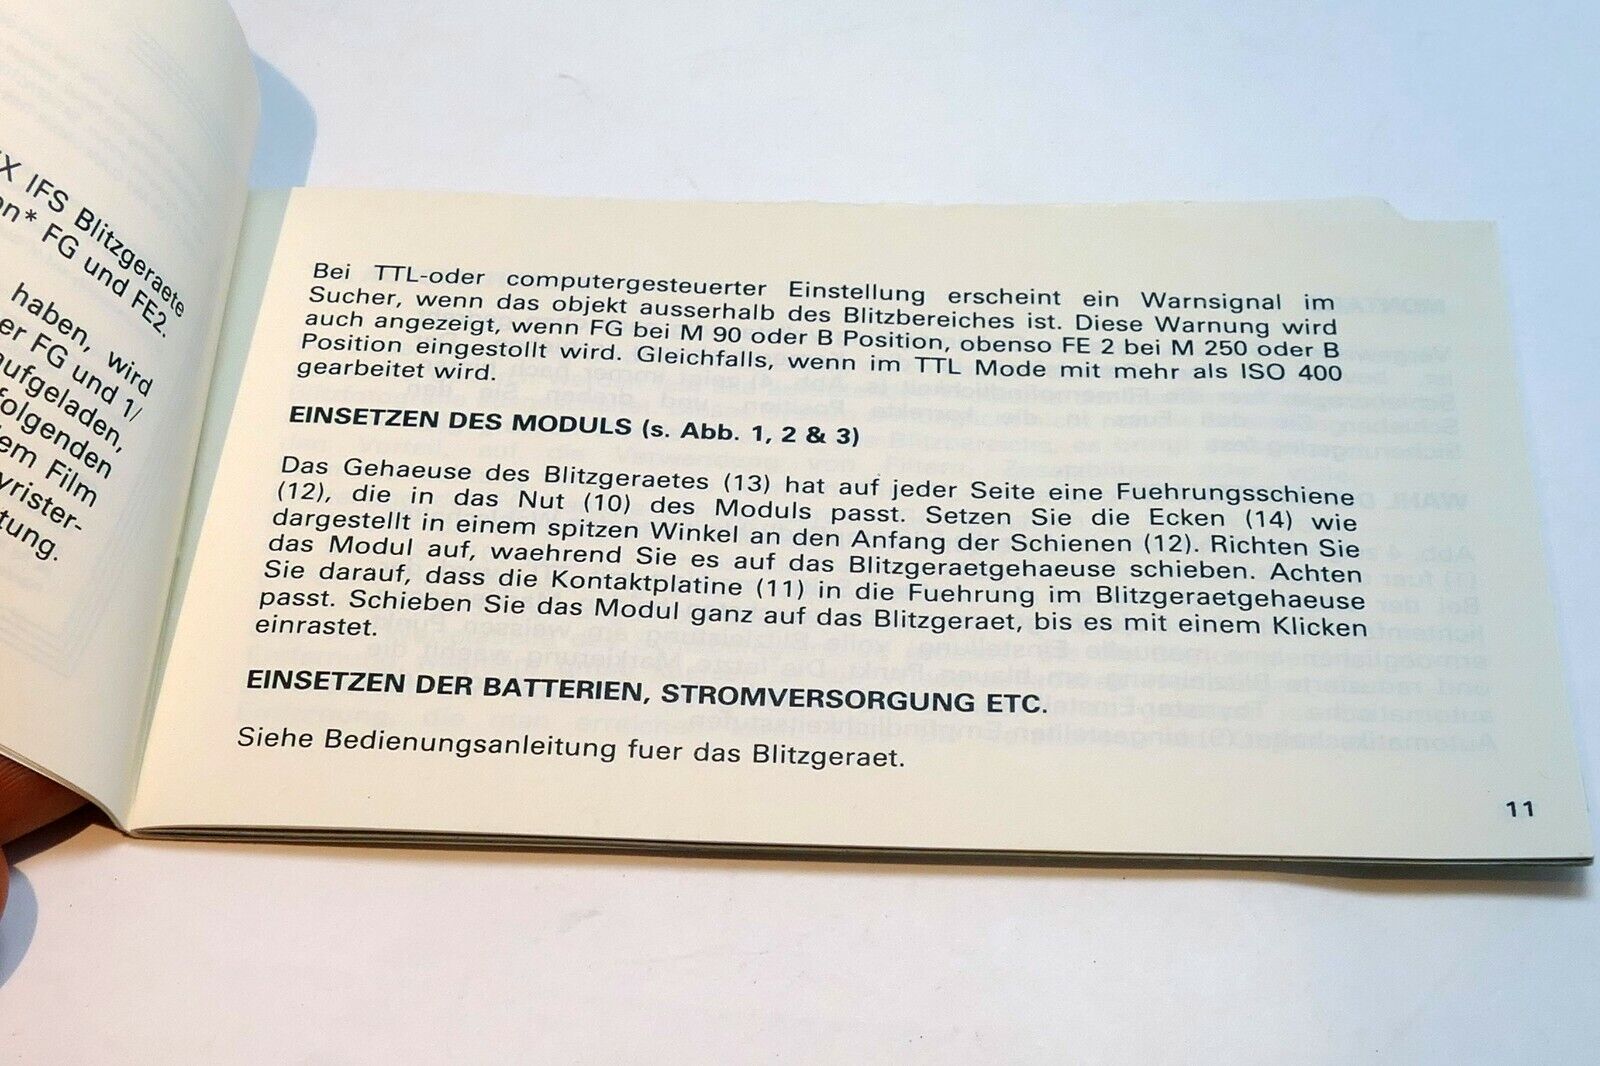 X IFS Blitzgeraete
on* FG und FE2.
haben, wird
er FG und 1/
aufgeladen,
folgenden
em Film
yrister-
tung.
Bei TTL-oder computergesteuerter Einstellung erscheint ein Warnsignal im
Sucher, wenn das objekt ausserhalb des Blitzbereiches ist. Diese Warnung wird
auch angezeigt, wenn FG bei M 90 oder B Position, obenso FE 2 bei M 250 oder B
Position eingestollt wird. Gleichfalls, wenn im TTL Mode mit mehr als ISO 400
gearbeitet wird.
EINSETZEN DES MODULS (s. Abb. 1, 2 & 3)
Das Gehaeuse des Blitzgeraetes (13) hat auf jeder Seite eine Fuehrungsschiene
(12), die in das Nut (10) des Moduls passt. Setzen Sie die Ecken (14) wie
dargestellt in einem spitzen Winkel an den Anfang der Schienen (12). Richten Sie
das Modul auf, waehrend Sie es auf das Blitzgeraetgehaeuse schieben. Achten
Sie darauf, dass die Kontaktplatine (11) in die Fuehrung im Blitzgeraetgehaeuse
passt. Schieben Sie das Modul ganz auf das Blitzgeraet, bis es mit einem Klicken
einrastet.
EINSETZEN DER BATTERIEN, STROMVERSORGUNG ETC.
Siehe Bedienungsanleitung fuer das Blitzgeraet.
11